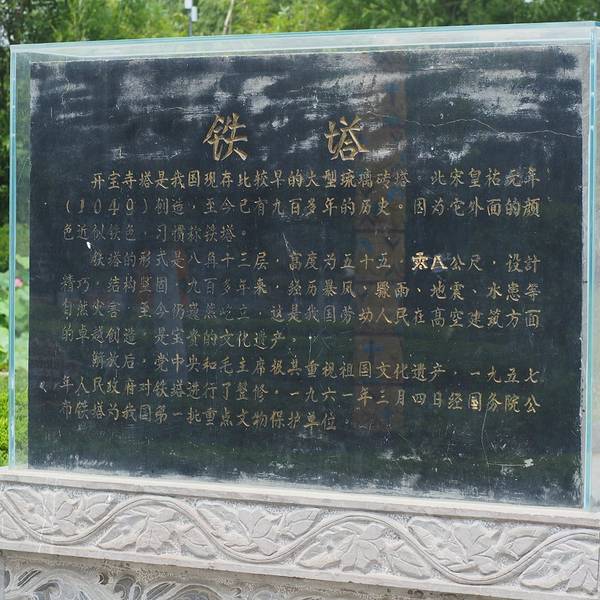 铁 塔
开宝寺塔是我国现存比较早的大型琉璃砖塔 北宋皇祐元年
(1049)创造，至今已有九百多年的历史。因为它外面的颜
色近似铁色，习惯称铁塔。
铁塔的形式是八角十三层，高度为五十五，零八公尺，设计
精巧，结构坚固，九百多年来，经历暴风，骤雨、地震、水患等
自然灾害，至今仍巍然屹立，这是我国劳动人民在高空建筑方面
的卓越创造，是宝贵的文化遗产。
解放后，党中央和毛主席极其重视祖国文化遗产，一九五七
年人民政府对铁塔进行了整修，一九六一年三月四日经国务院公
布铁塔为我国第一批重点文物保护单位。